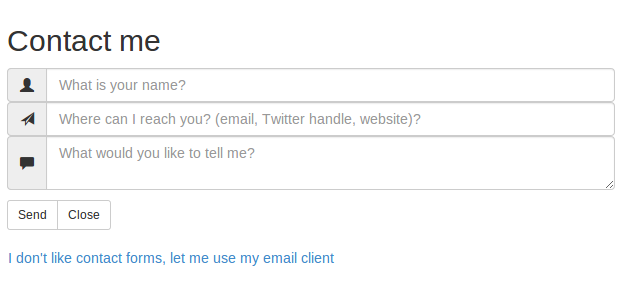 Contact me
What is your name?
Where can I reach you? (email, Twitter handle, website)?
What would you like to tell me?
Send Close
I don't like contact forms, let me use my email client